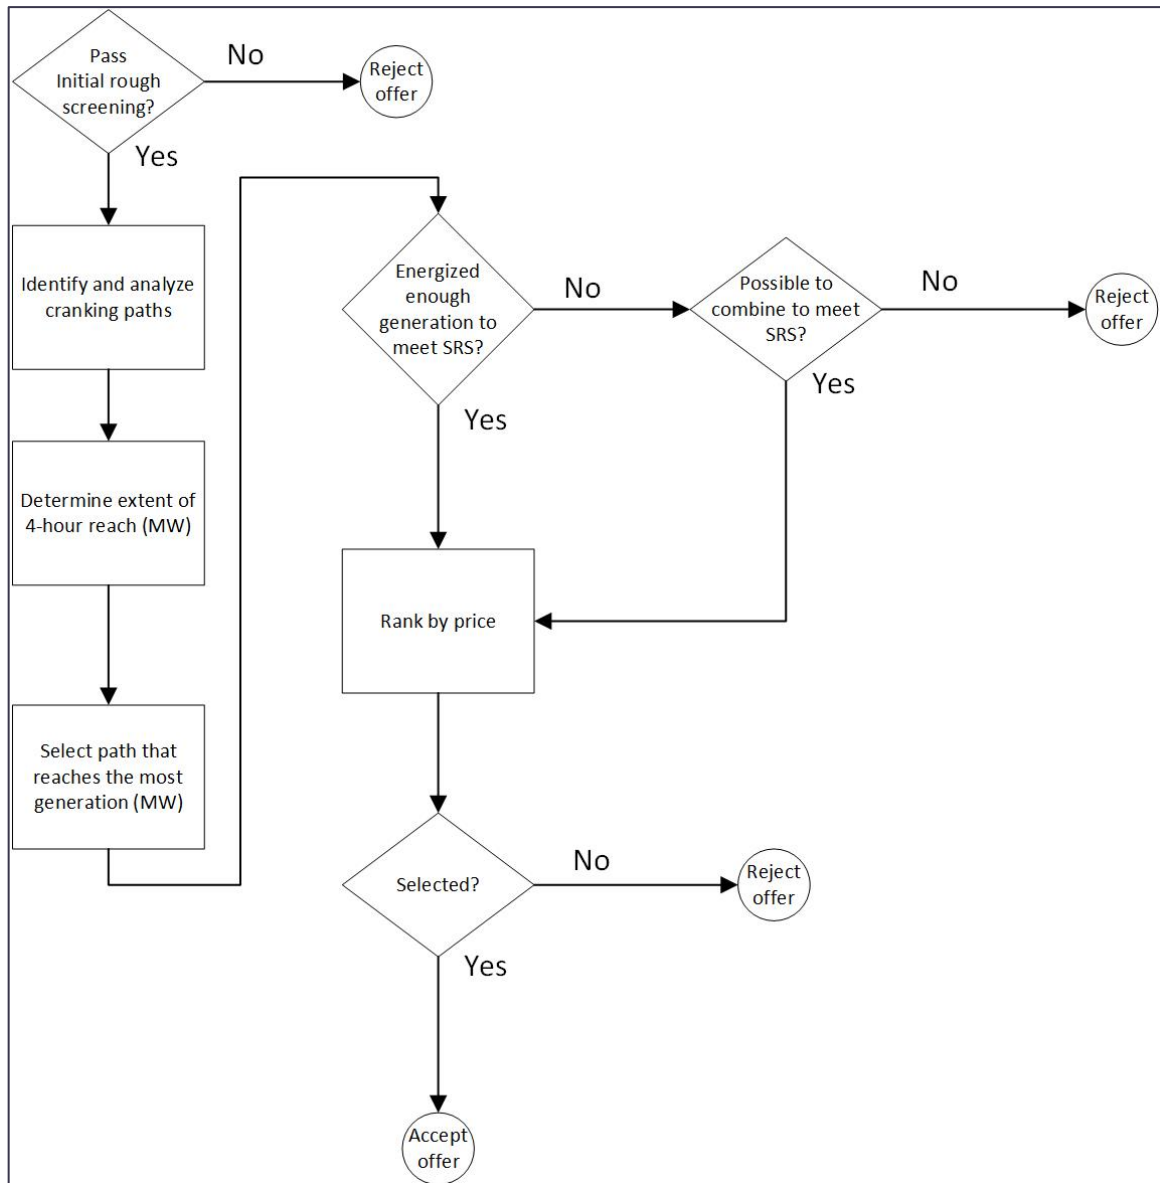 Pass
Initial rough
screening?
No
Reject
offer
Yes
Identify and analyze
cranking paths
Determine extent of
4-hour reach (MW)
Select path that
reaches the most
generation (MW)
Energized
enough
generation to
meet SRS?
No
Possible to
combine to meet
SRS?
No
Reject
offer
Yes
Yes
Rank by price
Selected?
No
Reject
offer
Yes
Accept
offer